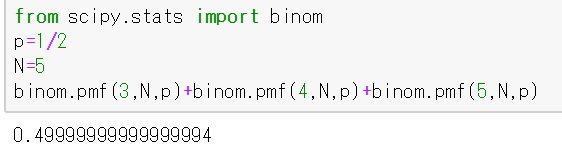 from scipy.stats import binom
p=1/2
N=5
binom.pmf(3,N,p)+binom.pmf(4,N,p)+binom.pmf(5,N,p)
0.49999999999999994